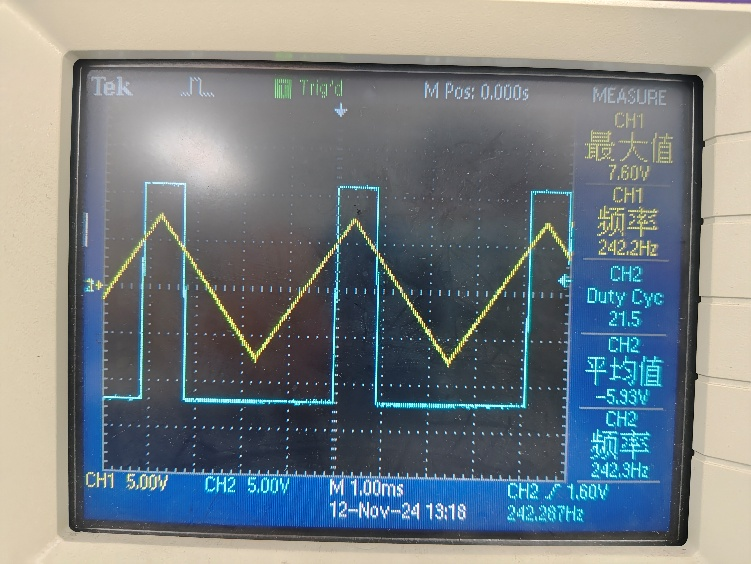 Tek Trig'd M Pos: 0.000s MEASURE
CH1
最大值
7.60V
CH1
频率
242.2Hz
CH2
Duty Cyc
21.5
CH2
平均值
-5.93V
CH2
频率
242.3Hz
CH1 5.00V CH2 5.00V M 1.00ms CH2 1.60V
12-Nov-24 13:18 242.287Hz